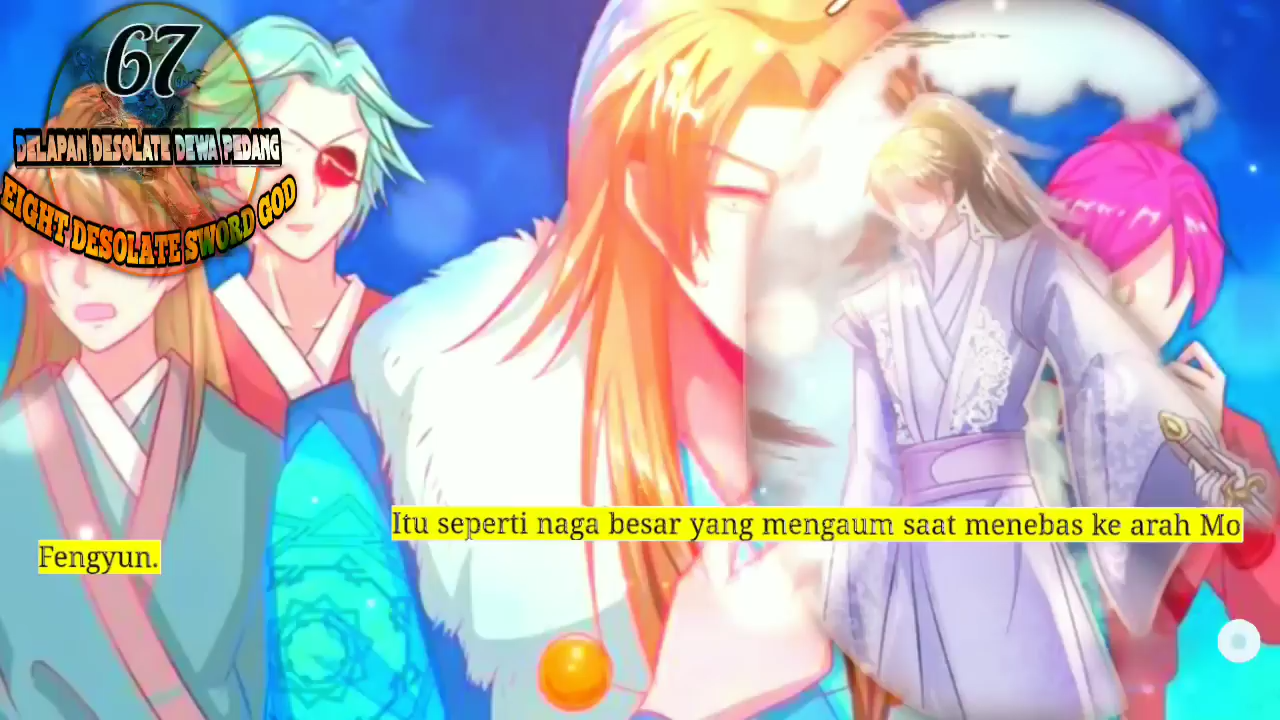 67
DELAPAN DESOLATE DEWA PEDANG
EIGHT DESOLATE SWORD GOD
Itu seperti naga besar yang mengaum saat menebas ke arah Mo
Fengyun.